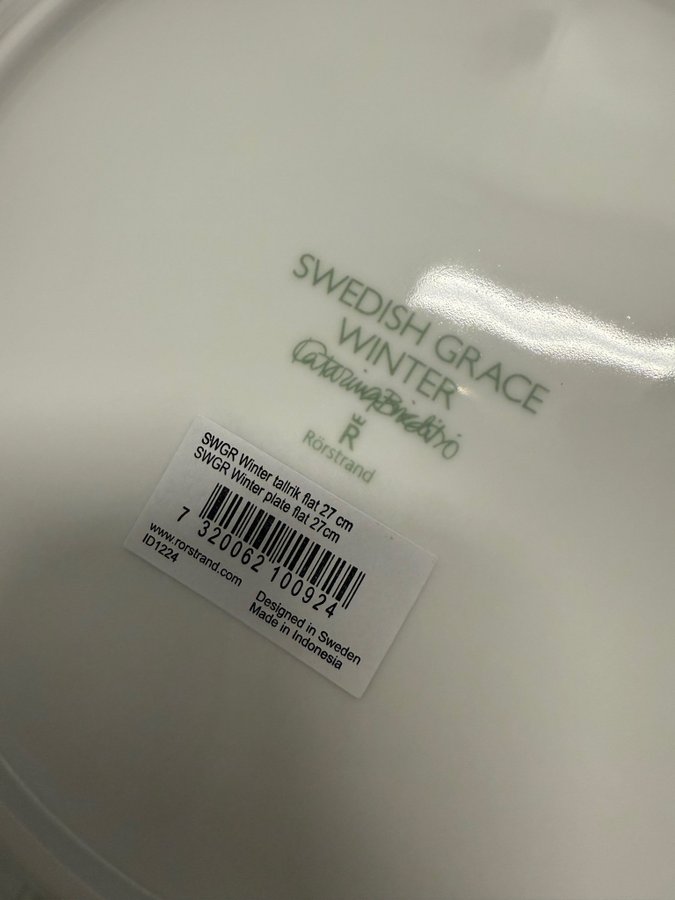 SWEDISH GRACE
WINTER
R
Rörstrand
SWGR Winter tallrik flat 27 cm
SWGR Winter plate flat 27cm
7 320062 100924
www.rorstrand.com
ID1224
Designed in Sweden
Made in Indonesia